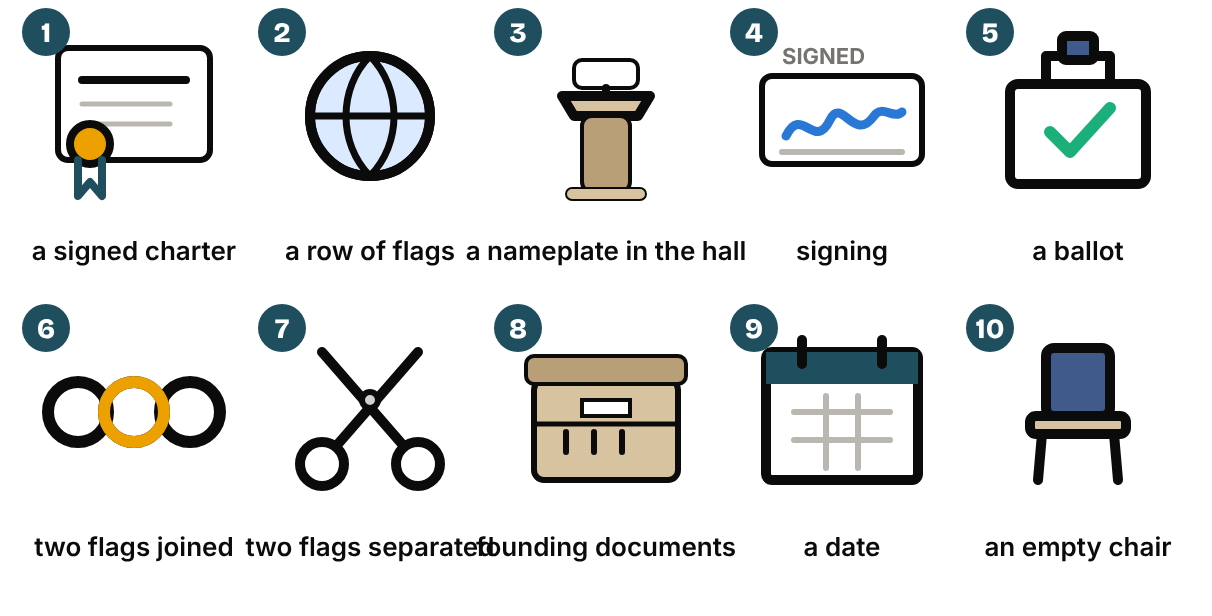 1
2
3
4
5
SIGNED
a signed charter
a row of flags
a nameplate in the hall
signing
a ballot
6
7
8
9
10
two flags joined
two flags separated
founding documents
a date
an empty chair